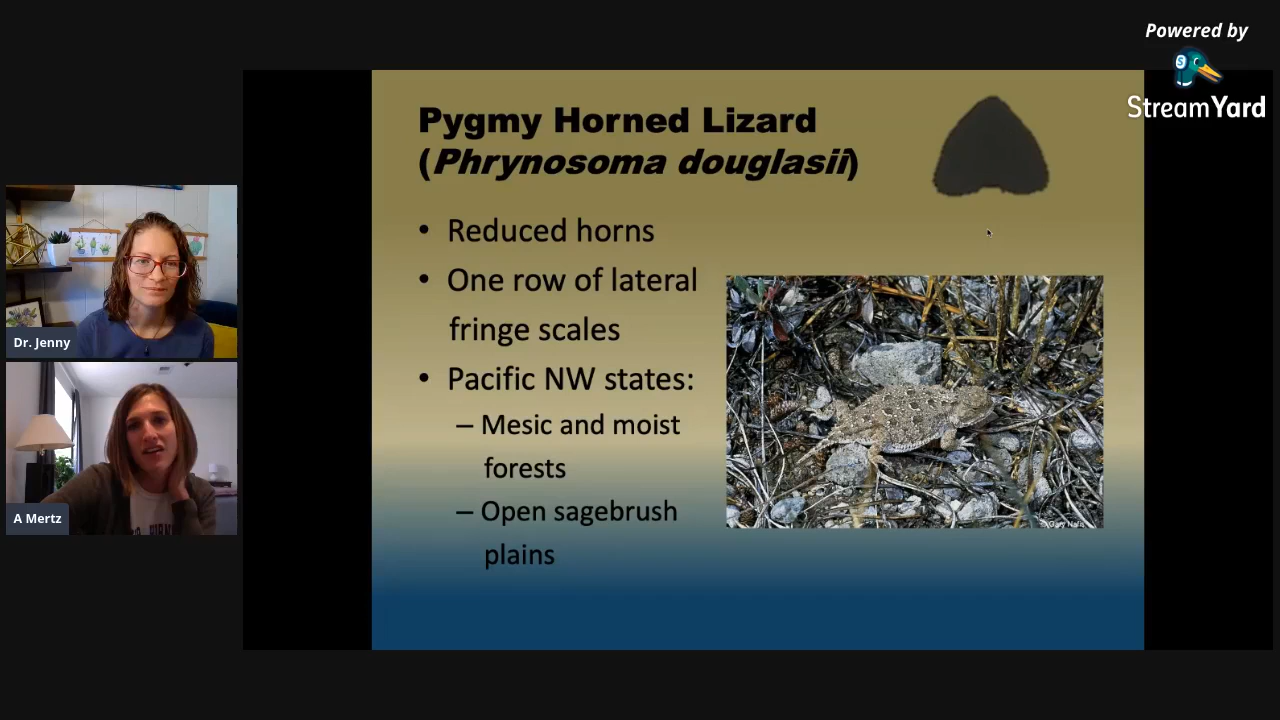 Powered by
StreamYard
Pygmy Horned Lizard
(Phrynosoma douglasii)
• Reduced horns
• One row of lateral
fringe scales
• Pacific NW states:
– Mesic and moist
forests
– Open sagebrush
plains
Dr. Jenny
A Mertz